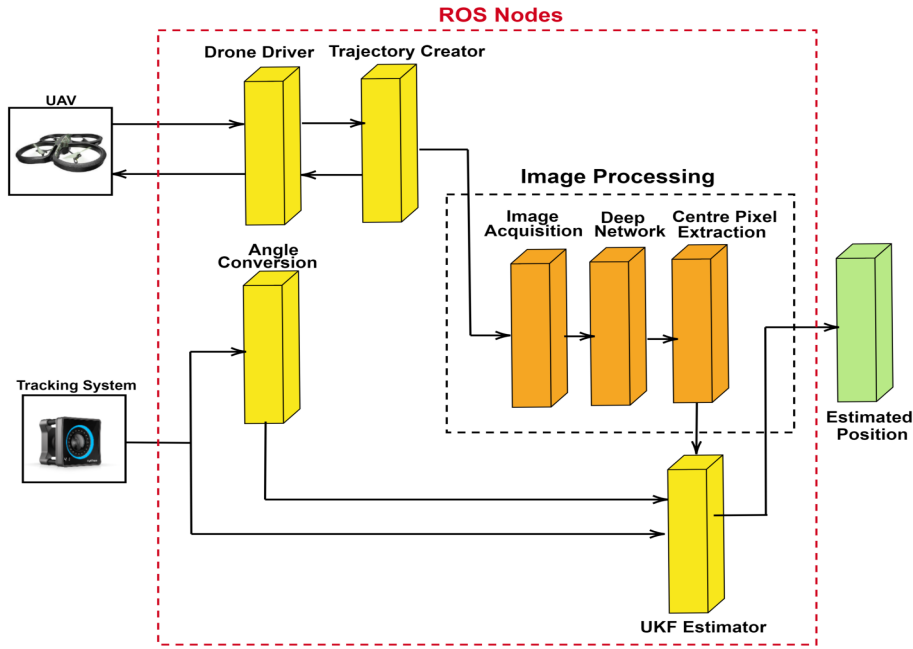 ROS Nodes
Drone Driver
Trajectory Creator
UAV
Image Processing
Image
Acquisition
Deep
Network
Centre Pixel
Extraction
Angle
Conversion
Tracking System
Estimated
Position
UKF Estimator